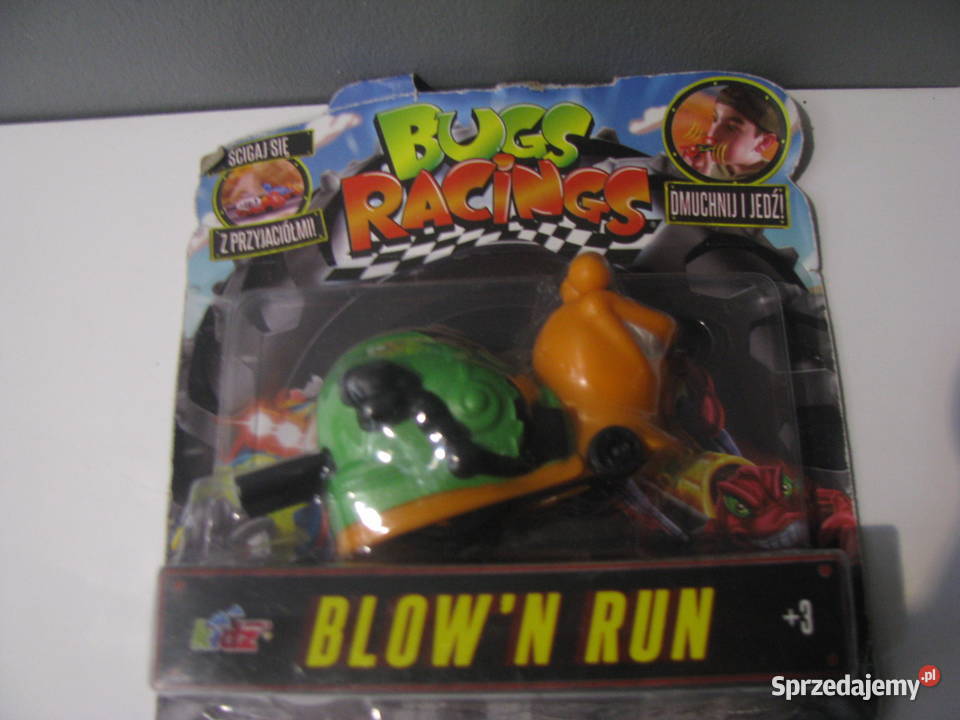 BUGS
RACINGS
ŚCIGAJ SIĘ
Z PRZYJACIÓŁMI!
DMUCHNIJ I JEDŹ!
BLOW'N RUN
+3
Sprzedajemy.pl